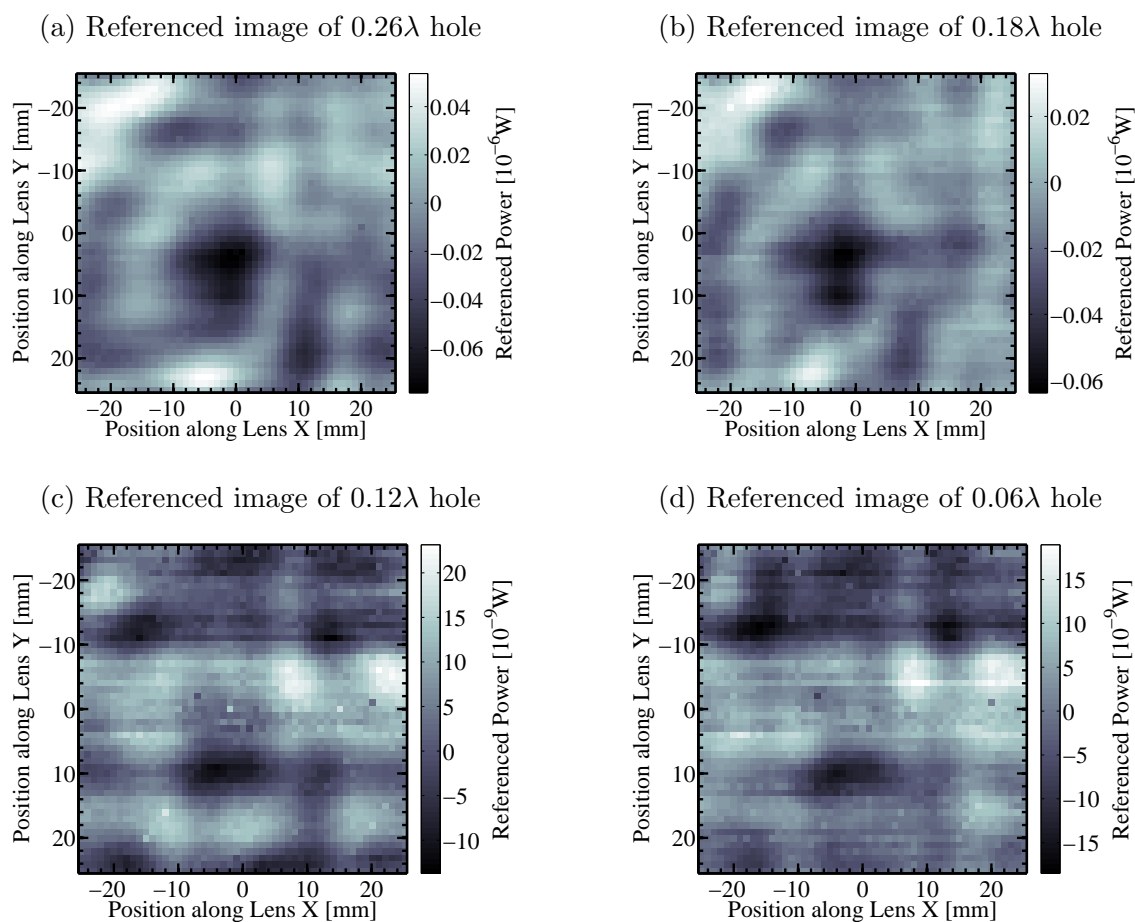 (a) Referenced image of 0.26λ hole
−20
−10
0
10
20
Position along Lens Y [mm]
−20 −10 0 10 20
Position along Lens X [mm]
0.04
0.02
0
−0.02
−0.04
−0.06
Referenced Power [10⁻⁶W]
(b) Referenced image of 0.18λ hole
−20
−10
0
10
20
Position along Lens Y [mm]
−20 −10 0 10 20
Position along Lens X [mm]
0.02
0
−0.02
−0.04
−0.06
Referenced Power [10⁻⁶W]
(c) Referenced image of 0.12λ hole
−20
−10
0
10
20
Position along Lens Y [mm]
−20 −10 0 10 20
Position along Lens X [mm]
20
15
10
5
0
−5
−10
Referenced Power [10⁻⁹W]
(d) Referenced image of 0.06λ hole
−20
−10
0
10
20
Position along Lens Y [mm]
−20 −10 0 10 20
Position along Lens X [mm]
15
10
5
0
−5
−10
−15
Referenced Power [10⁻⁹W]